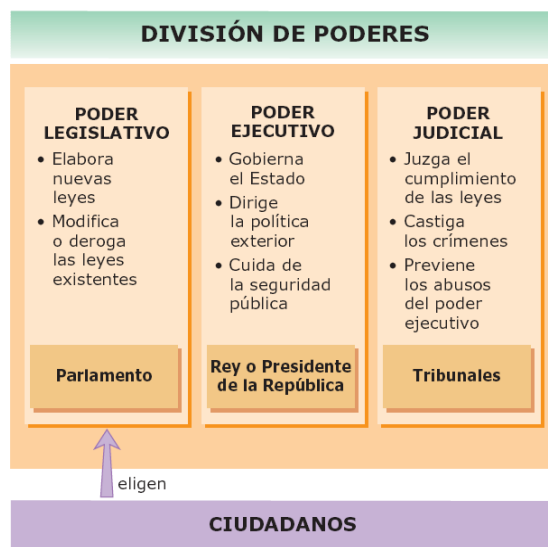 DIVISIÓN DE PODERES
PODER
LEGISLATIVO
• Elabora
nuevas
leyes
• Modifica
o deroga
las leyes
existentes
Parlamento
PODER
EJECUTIVO
• Gobierna
el Estado
• Dirige
la política
exterior
• Cuida de
la seguridad
pública
Rey o Presidente
de la República
PODER
JUDICIAL
• Juzga el
cumplimiento
de las leyes
• Castiga
los crímenes
• Previene
los abusos
del poder
ejecutivo
Tribunales
eligen
CIUDADANOS